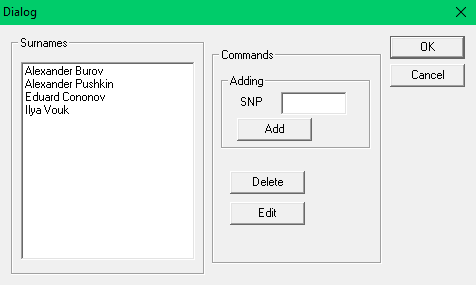 Dialog
Surnames
Alexander Burov
Alexander Pushkin
Eduard Cononov
Ilya Vouk
Commands
Adding
SNP
Add
Delete
Edit
OK
Cancel